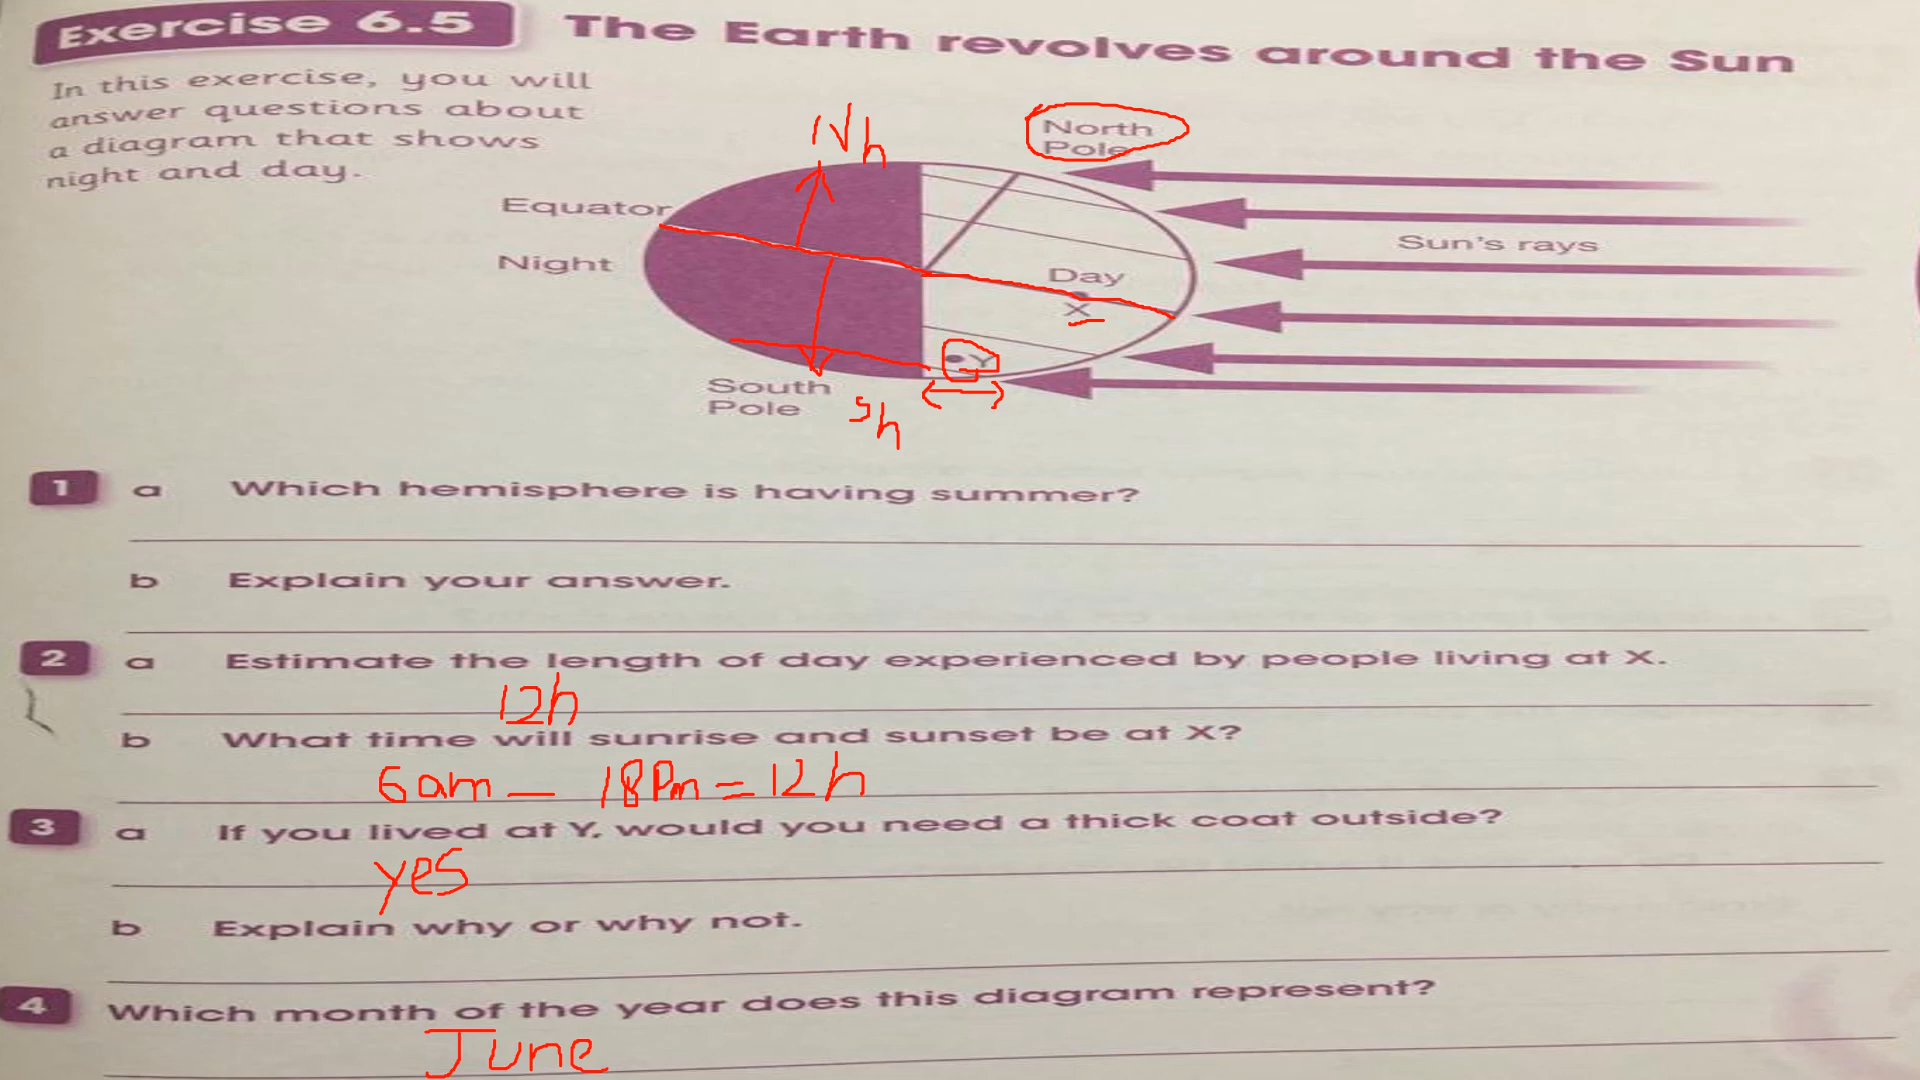 Exercise 6.5 The Earth revolves around the Sun
In this exercise, you will
answer questions about
a diagram that shows
night and day.
Nh
North
Pole
Equator
Sun's rays
Night
Day
X
Y
South
Pole
Sh
1 a Which hemisphere is having summer?
b Explain your answer.
2 a Estimate the length of day experienced by people living at X.
12h
b What time will sunrise and sunset be at X?
6am – 18Pm = 12h
3 a If you lived at Y, would you need a thick coat outside?
yes
b Explain why or why not.
4 Which month of the year does this diagram represent?
June